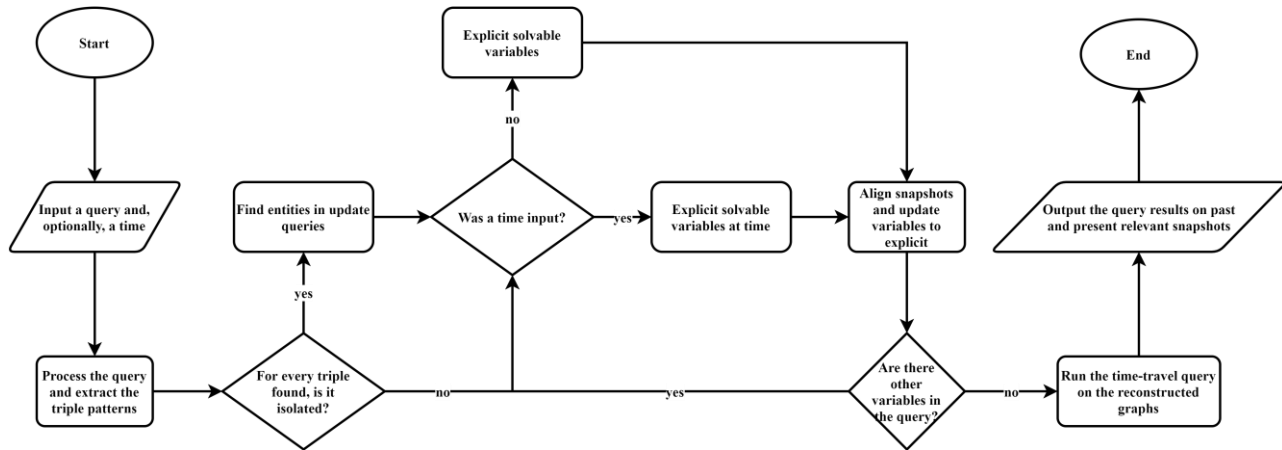 Start
Input a query and,
optionally, a time
Process the query
and extract the
triple patterns
For every triple
found, is it
isolated?
yes
no
Find entities in update
queries
Was a time input?
no
yes
Explicit solvable
variables
Explicit solvable
variables at time
Align snapshots
and update
variables to
explicit
Are there
other
variables in
the query?
yes
no
Run the time-travel query
on the reconstructed
graphs
Output the query results on past
and present relevant snapshots
End